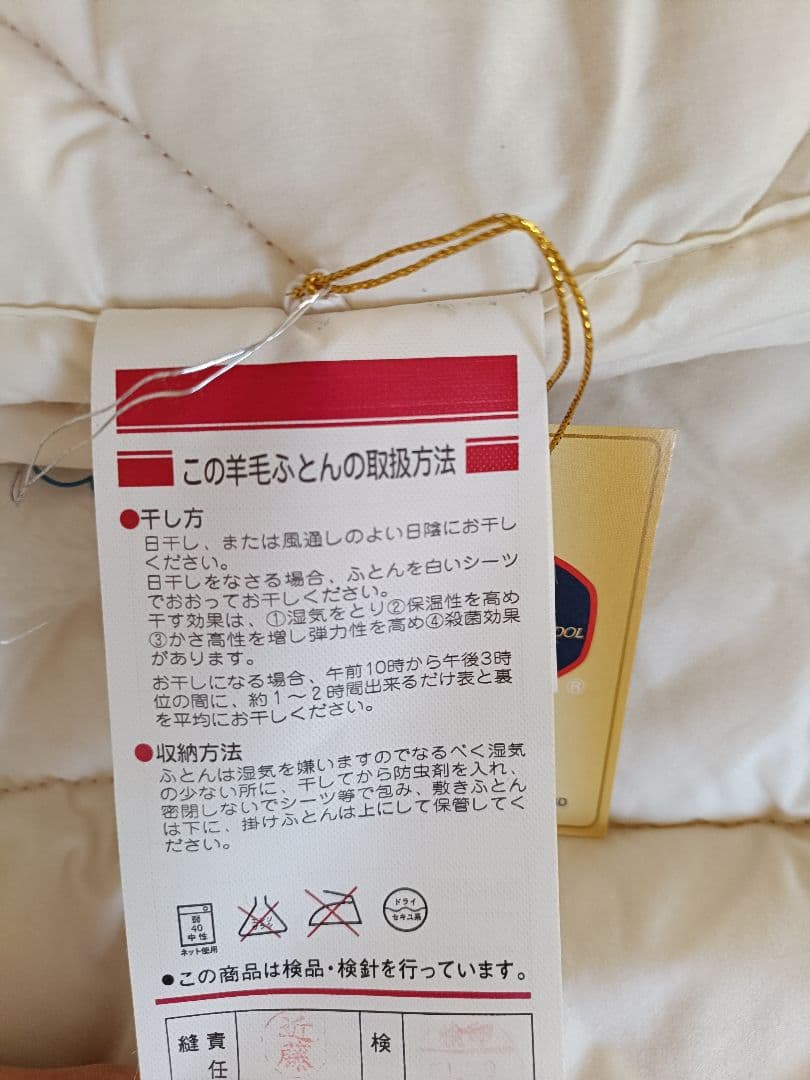 この羊毛ふとんの取扱方法
●干し方
日干し、または風通しのよい日陰にお干し
ください。
日干しをなさる場合、ふとんを白いシーツ
でおおってお干しください。
干す効果は、①湿気をとり②保温性を高め
③かさ高性を増し弾力性を高め④殺菌効果
があります。
お干しになる場合、午前10時から午後3時
位の間に、約1～2時間出来るだけ表と裏
を平均にお干しください。
●収納方法
ふとんは湿気を嫌いますのでなるべく湿気
の少ない所に、干してから防虫剤を入れ、
密閉しないでシーツ等で包み、敷きふとん
は下に、掛けふとんは上にして保管してく
ださい。
弱
40
中性
ネット使用
ドライ
セキユ系
●この商品は検品・検針を行っています。
縫 責任 近藤 検
OOL
®